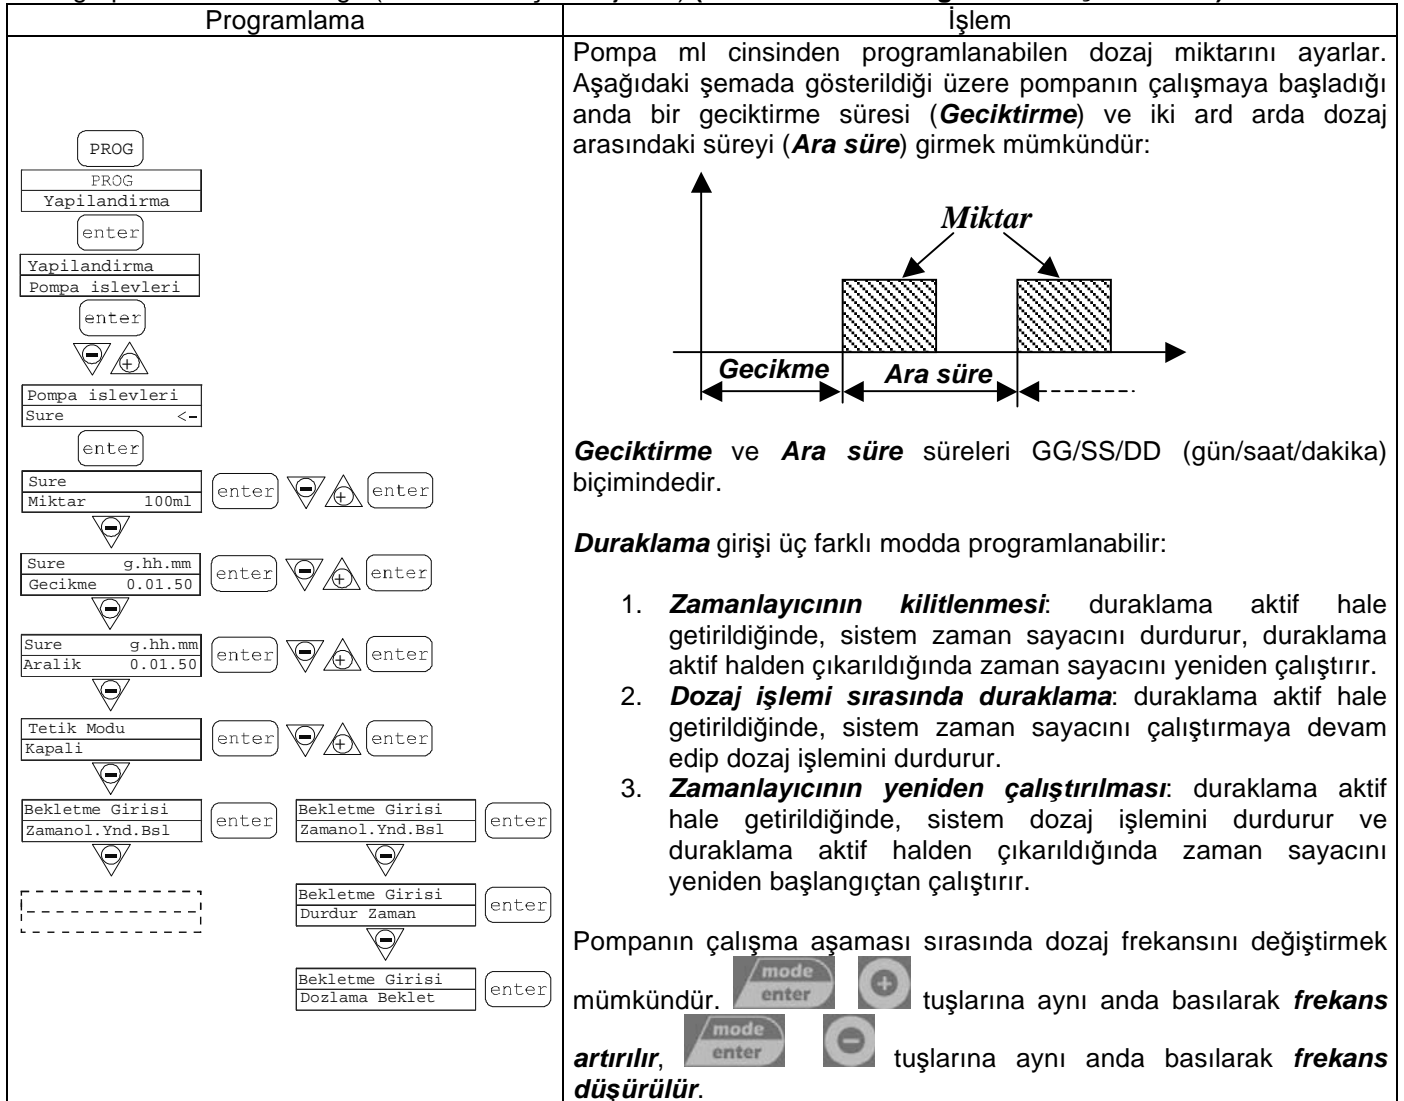 Programlama
İşlem
PROG
PROG
Yapilandirma
enter
Yapilandirma
Pompa islevleri
enter
Pompa islevleri
Sure <-
enter
Sure
Miktar 100ml
enter enter
Sure g.hh.mm
Gecikme 0.01.50
enter enter
Sure g.hh.mm
Aralik 0.01.50
enter enter
Tetik Modu
Kapali
enter enter
Bekletme Girisi
Zamanol.Ynd.Bsl
enter
Bekletme Girisi
Zamanol.Ynd.Bsl
enter
Bekletme Girisi
Durdur Zaman
enter
Bekletme Girisi
Dozlama Beklet
enter
Pompa ml cinsinden programlanabilen dozaj miktarını ayarlar.
Aşağıdaki şemada gösterildiği üzere pompanın çalışmaya başladığı
anda bir geciktirme süresi (Geciktirme) ve iki ard arda dozaj
arasındaki süreyi (Ara süre) girmek mümkündür:
Miktar
Gecikme
Ara süre
Geciktirme ve Ara süre süreleri GG/SS/DD (gün/saat/dakika)
biçimindedir.
Duraklama girişi üç farklı modda programlanabilir:
1. Zamanlayıcının kilitlenmesi: duraklama aktif hale
getirildiğinde, sistem zaman sayacını durdurur, duraklama
aktif halden çıkarıldığında zaman sayacını yeniden çalıştırır.
2. Dozaj işlemi sırasında duraklama: duraklama aktif hale
getirildiğinde, sistem zaman sayacını çalıştırmaya devam
edip dozaj işlemini durdurur.
3. Zamanlayıcının yeniden çalıştırılması: duraklama aktif
hale getirildiğinde, sistem dozaj işlemini durdurur ve
duraklama aktif halden çıkarıldığında zaman sayacını
yeniden başlangıçtan çalıştırır.
Pompanın çalışma aşaması sırasında dozaj frekansını değiştirmek
mümkündür. mode enter + tuşlarına aynı anda basılarak frekans
artırılır, mode enter - tuşlarına aynı anda basılarak frekans
düşürülür.